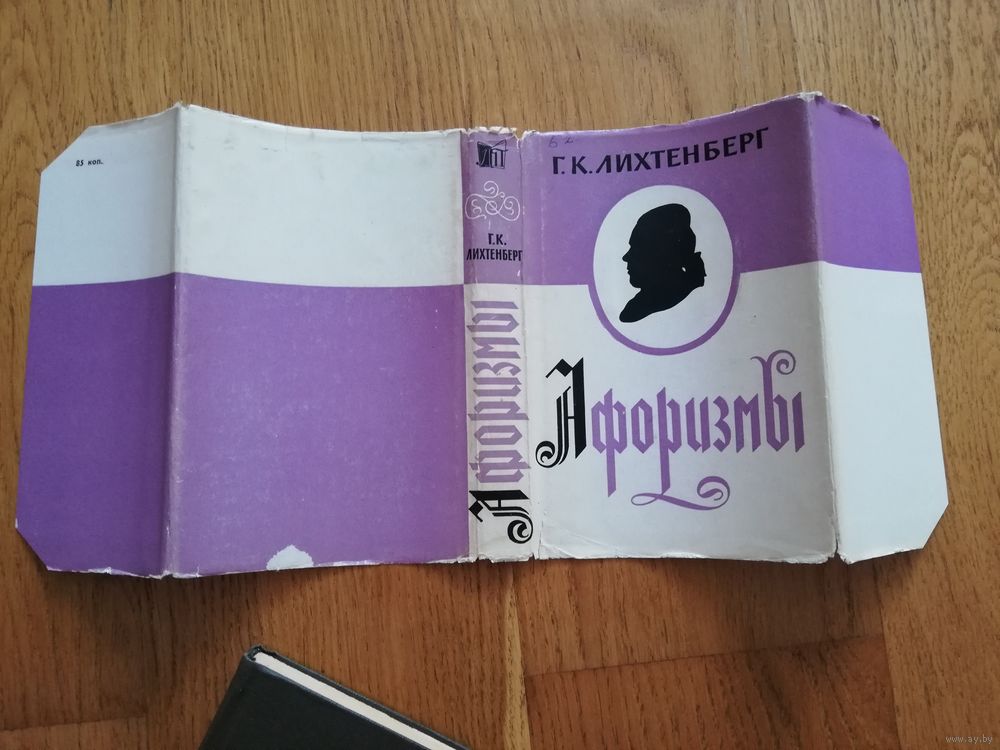 85 коп.
ЛП
Г.К.
ЛИХТЕНБЕРГ
Афоризмы
Г. К. ЛИХТЕНБЕРГ
Афоризмы
www.ay.by